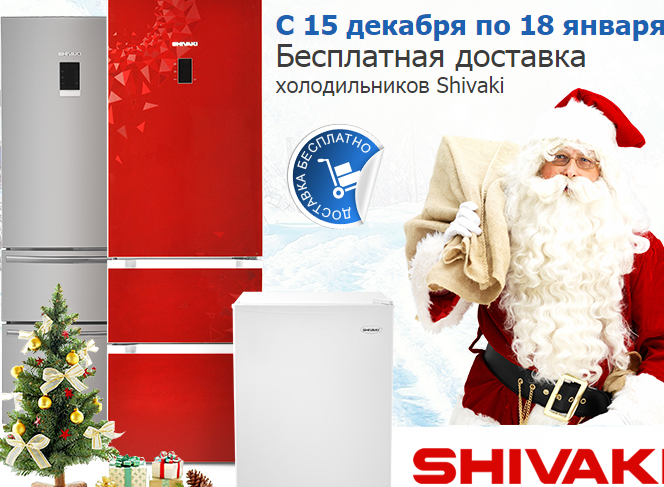 С 15 декабря по 18 января
Бесплатная доставка
холодильников Shivaki
ДОСТАВКА БЕСПЛАТНО
SHIVAKI
SHIVAKI
SHIVAKI
SHIVAKI